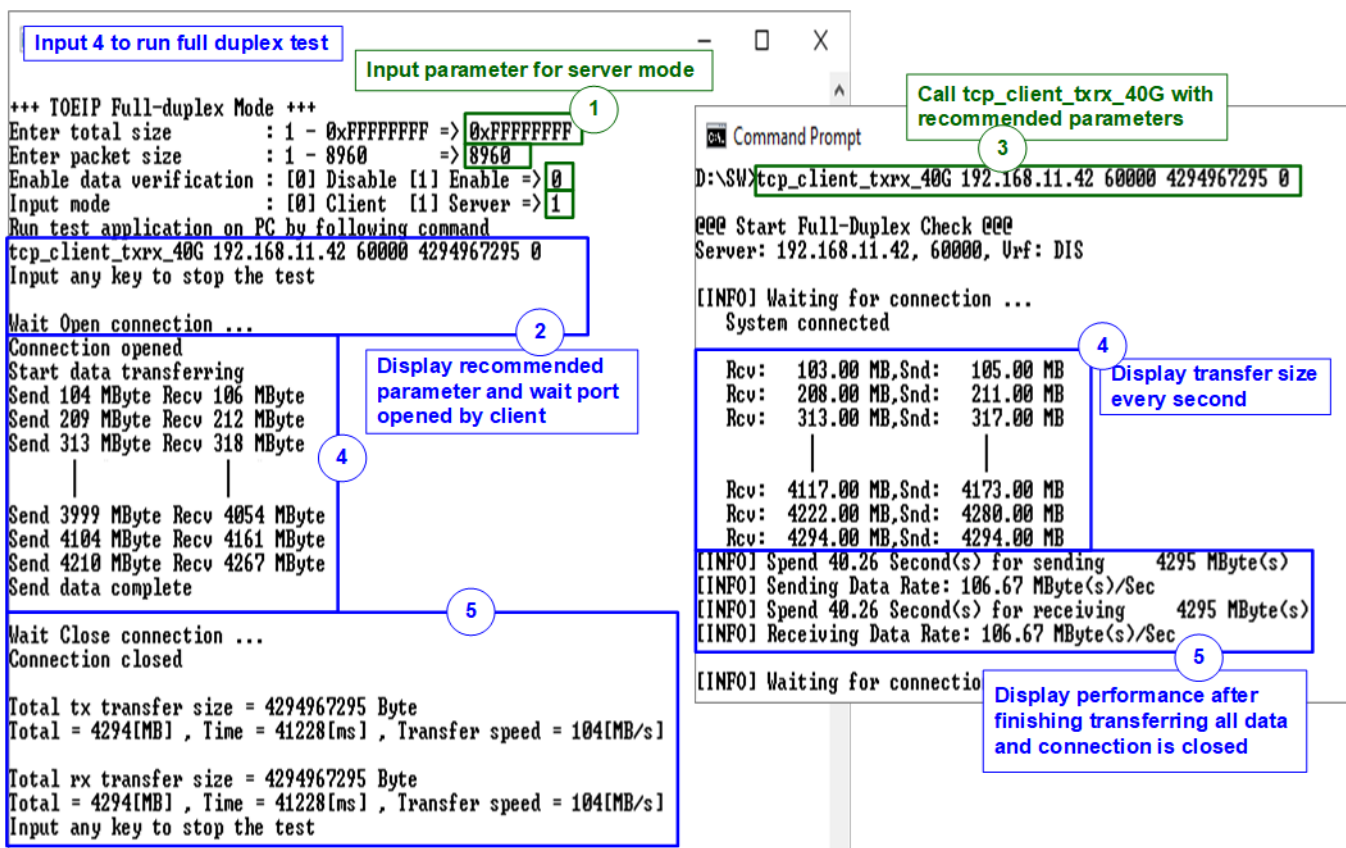 Input 4 to run full duplex test
Input parameter for server mode
1
+++ TOEIP Full-duplex Mode +++
Enter total size : 1 - 0xFFFFFFFF => 0xFFFFFFFF
Enter packet size : 1 - 8960 => 8960
Enable data verification : [0] Disable [1] Enable => 0
Input mode : [0] Client [1] Server => 1
Run test application on PC by following command
tcp_client_txrx_40G 192.168.11.42 60000 4294967295 0
Input any key to stop the test
Wait Open connection ...
2
Display recommended
parameter and wait port
opened by client
Connection opened
Start data transferring
Send 104 MByte Recv 106 MByte
Send 209 MByte Recv 212 MByte
Send 313 MByte Recv 318 MByte
4
Send 3999 MByte Recv 4054 MByte
Send 4104 MByte Recv 4161 MByte
Send 4210 MByte Recv 4267 MByte
Send data complete
5
Wait Close connection ...
Connection closed
Total tx transfer size = 4294967295 Byte
Total = 4294[MB] , Time = 41228[ms] , Transfer speed = 104[MB/s]
Total rx transfer size = 4294967295 Byte
Total = 4294[MB] , Time = 41228[ms] , Transfer speed = 104[MB/s]
Input any key to stop the test
Call tcp_client_txrx_40G with
recommended parameters
3
C:\.
Command Prompt
D:\SW>tcp_client_txrx_40G 192.168.11.42 60000 4294967295 0
@@@ Start Full-Duplex Check @@@
Server: 192.168.11.42, 60000, Vrf: DIS
[INFO] Waiting for connection ...
System connected
4
Display transfer size
every second
Rcv: 103.00 MB,Snd: 105.00 MB
Rcv: 208.00 MB,Snd: 211.00 MB
Rcv: 313.00 MB,Snd: 317.00 MB
Rcv: 4117.00 MB,Snd: 4173.00 MB
Rcv: 4222.00 MB,Snd: 4280.00 MB
Rcv: 4294.00 MB,Snd: 4294.00 MB
[INFO] Spend 40.26 Second(s) for sending 4295 MByte(s)
[INFO] Sending Data Rate: 106.67 MByte(s)/Sec
[INFO] Spend 40.26 Second(s) for receiving 4295 MByte(s)
[INFO] Receiving Data Rate: 106.67 MByte(s)/Sec
5
[INFO] Waiting for connectio
Display performance after
finishing transferring all data
and connection is closed